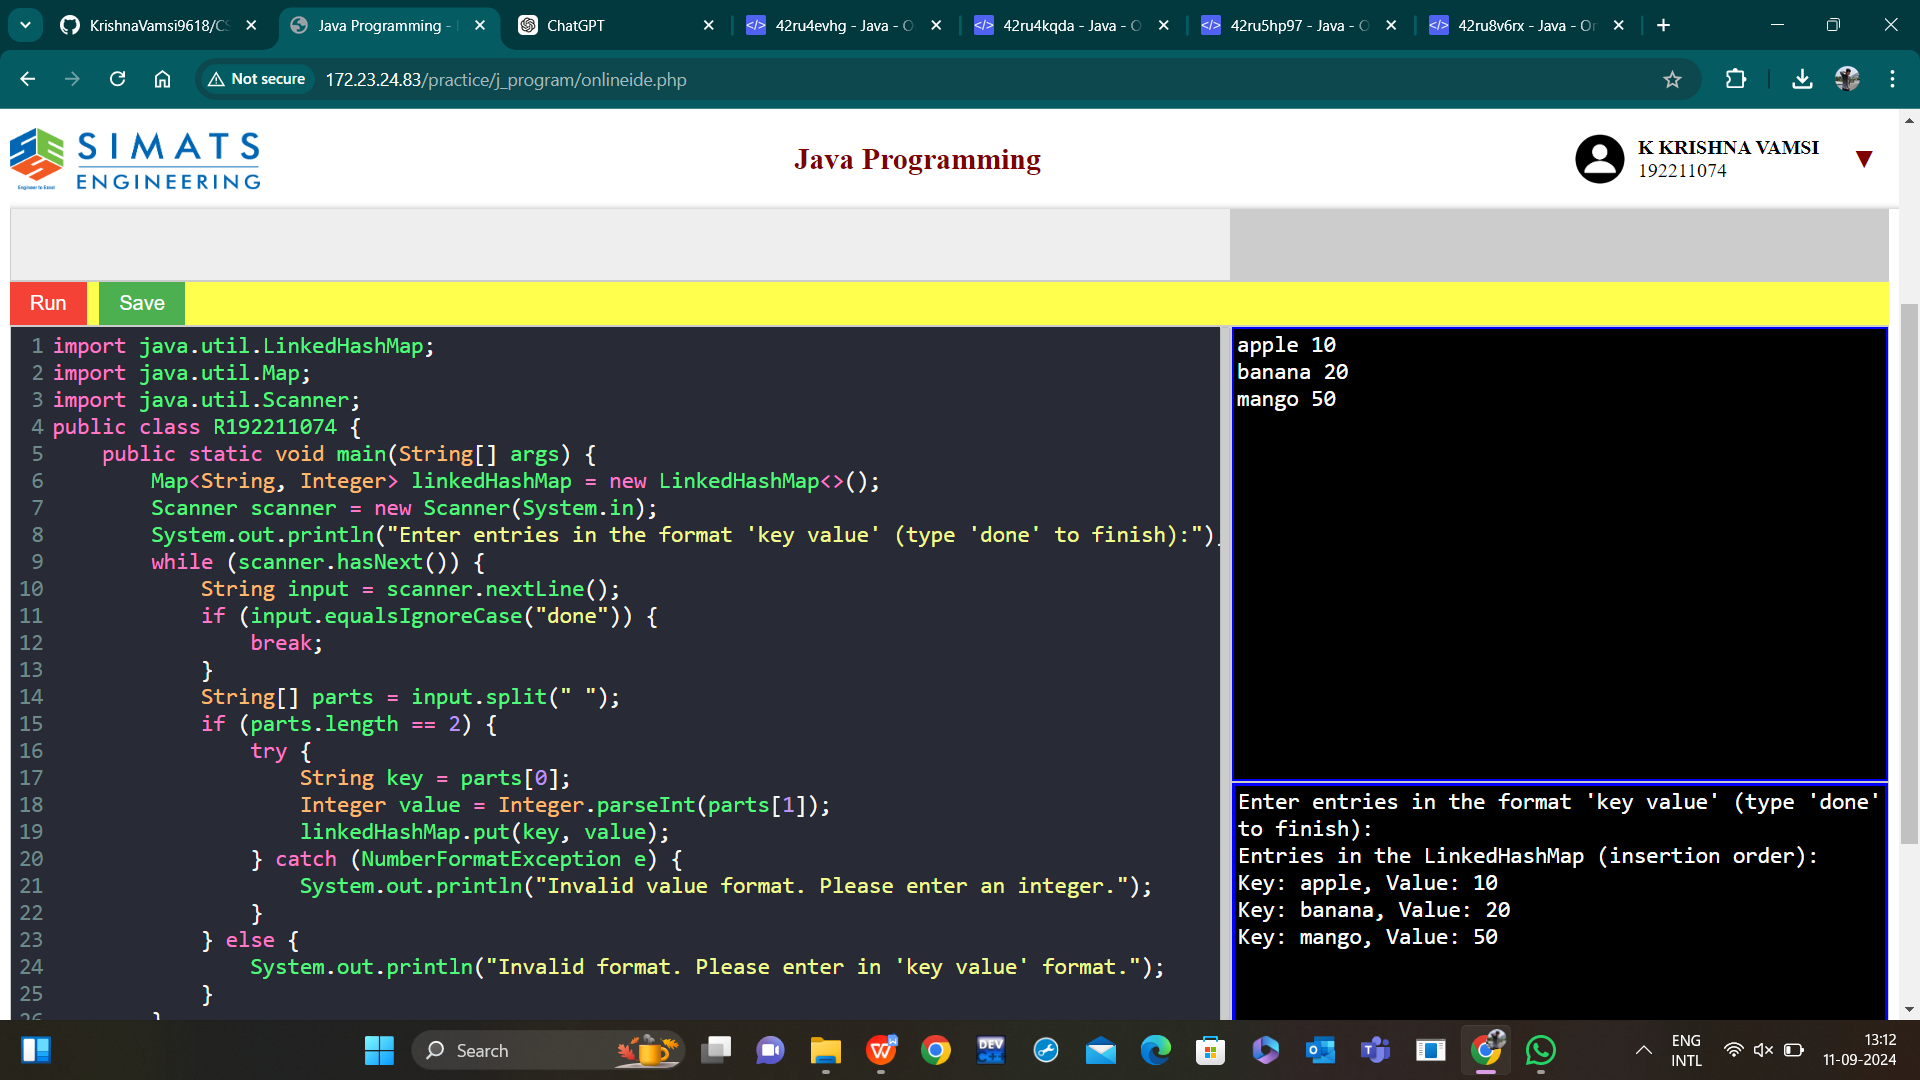 KrishnaVamsi9618/CS
Java Programming -
ChatGPT
42ru4evhg - Java - O
42ru4kqda - Java - O
42ru5hp97 - Java - O
42ru8v6rx - Java - On
Not secure
172.23.24.83/practice/j_program/onlineide.php
SIMATS
ENGINEERING
Engineer to Excel
Java Programming
K KRISHNA VAMSI
192211074
Run
Save
1 import java.util.LinkedHashMap;
2 import java.util.Map;
3 import java.util.Scanner;
4 public class R192211074 {
5     public static void main(String[] args) {
6         Map<String, Integer> linkedHashMap = new LinkedHashMap<>();
7         Scanner scanner = new Scanner(System.in);
8         System.out.println("Enter entries in the format 'key value' (type 'done' to finish):")
9         while (scanner.hasNext()) {
10             String input = scanner.nextLine();
11             if (input.equalsIgnoreCase("done")) {
12                 break;
13             }
14             String[] parts = input.split(" ");
15             if (parts.length == 2) {
16                 try {
17                     String key = parts[0];
18                     Integer value = Integer.parseInt(parts[1]);
19                     linkedHashMap.put(key, value);
20                 } catch (NumberFormatException e) {
21                     System.out.println("Invalid value format. Please enter an integer.");
22                 }
23             } else {
24                 System.out.println("Invalid format. Please enter in 'key value' format.");
25             }
26         }
apple 10
banana 20
mango 50
Enter entries in the format 'key value' (type 'done'
to finish):
Entries in the LinkedHashMap (insertion order):
Key: apple, Value: 10
Key: banana, Value: 20
Key: mango, Value: 50
Search
DEV
ENG
INTL
13:12
11-09-2024